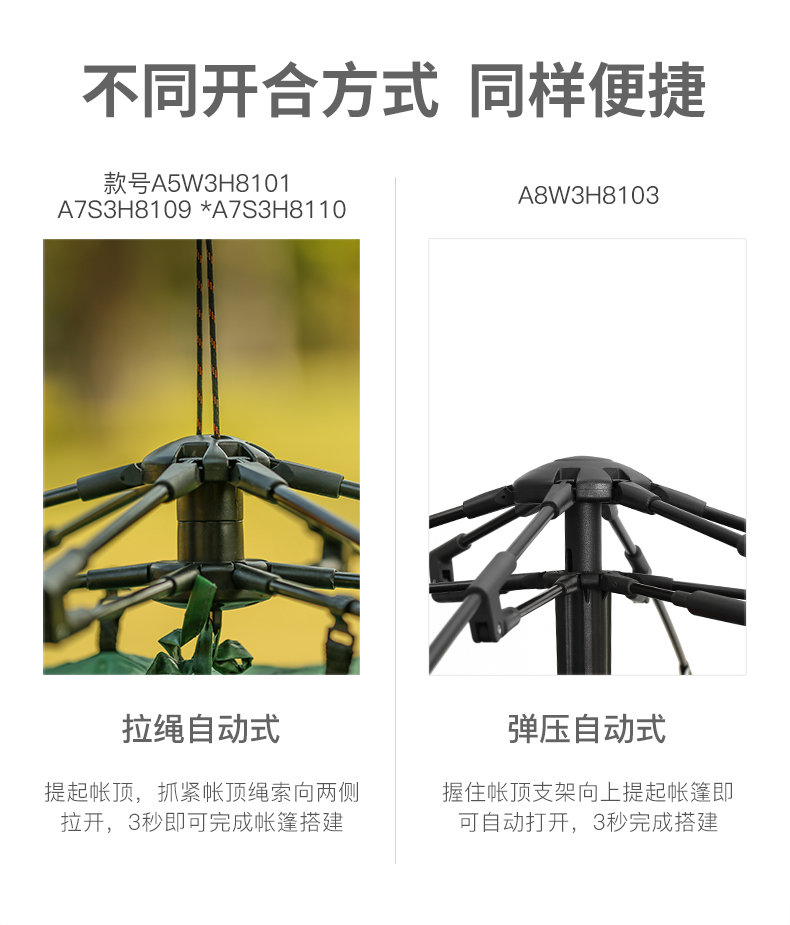 不同开合方式 同样便捷
款号A5W3H8101
A7S3H8109 *A7S3H8110
A8W3H8103
拉绳自动式
提起帐顶，抓紧帐顶绳索向两侧
拉开，3秒即可完成帐篷搭建
弹压自动式
握住帐顶支架向上提起帐篷即
可自动打开，3秒完成搭建